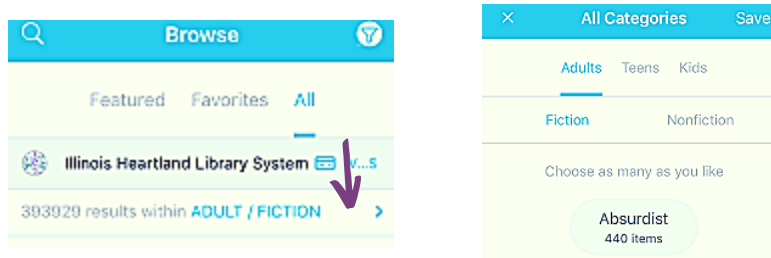 Browse
Featured Favorites All
Illinois Heartland Library System
393929 results within ADULT / FICTION
All Categories Save
Adults Teens Kids
Fiction Nonfiction
Choose as many as you like
Absurdist
440 items